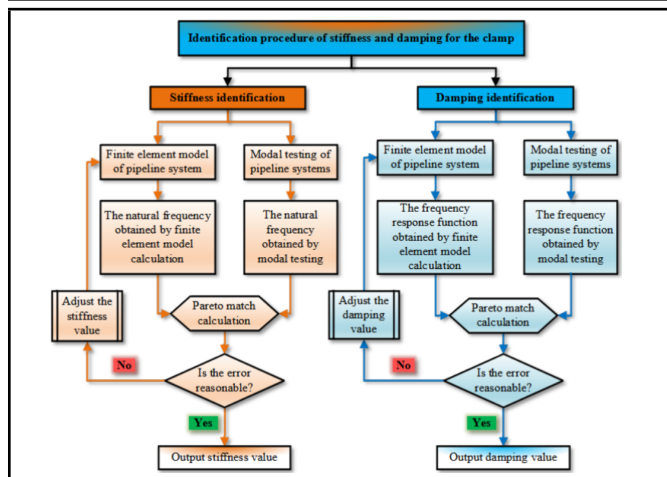 Identification procedure of stiffness and damping for the clamp
Stiffness identification
Damping identification
Finite element model
of pipeline system
Modal testing of
pipeline systems
Finite element model
of pipeline system
Modal testing of
pipeline systems
The natural frequency
obtained by finite
element model
calculation
The natural
frequency
obtained by
modal testing
The frequency
response function
obtained by finite
element model
calculation
The frequency
response function
obtained by
modal testing
Adjust the
stiffness
value
Pareto match
calculation
Adjust the
damping
value
Pareto match
calculation
No
Is the error
reasonable?
No
Is the error
reasonable?
Yes
Yes
Output stiffness value
Output damping value